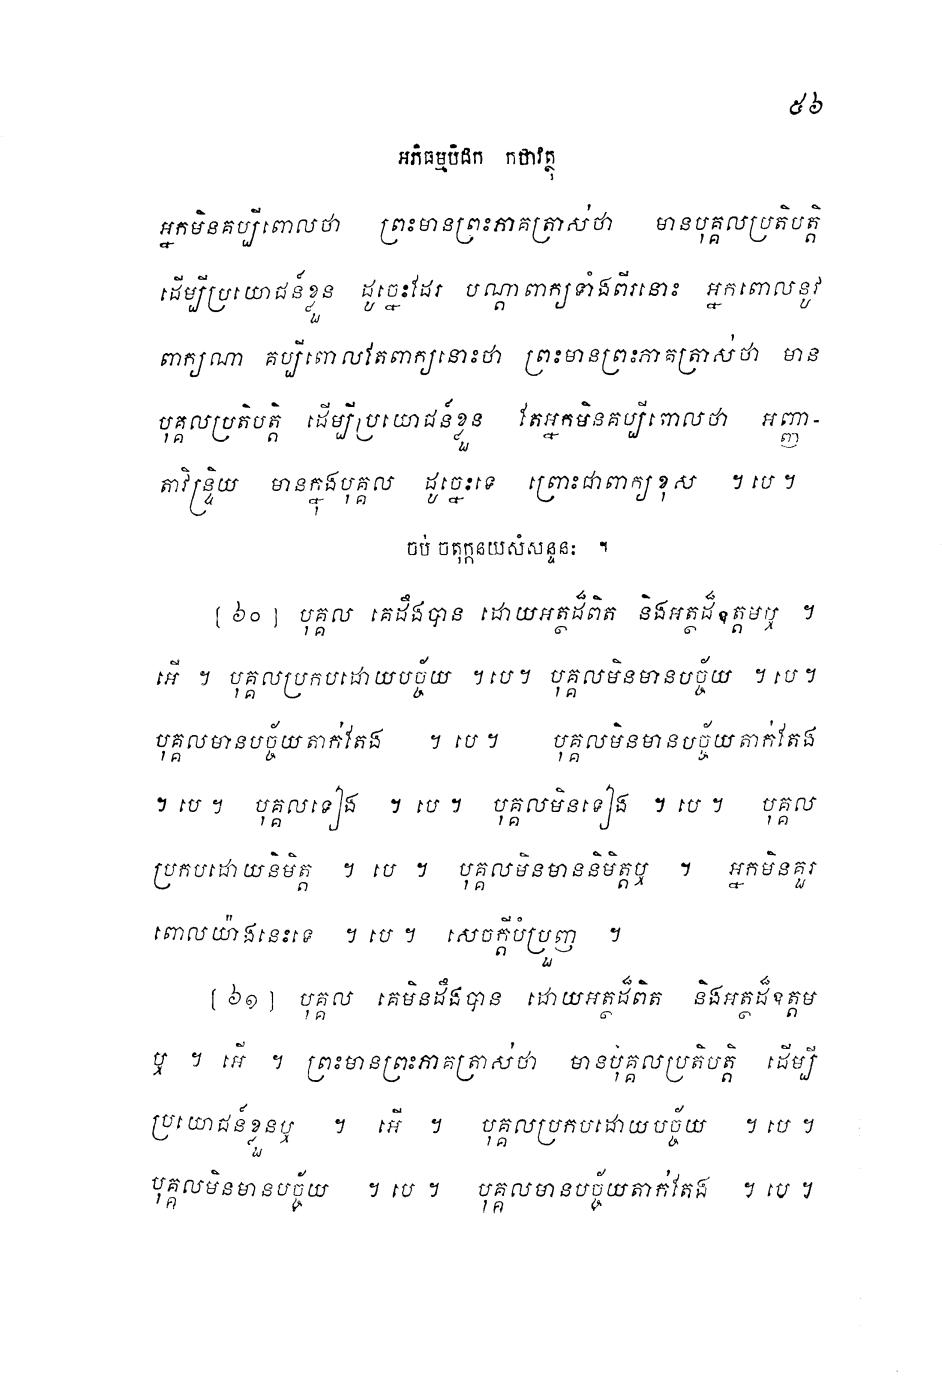 ៥៦
អភិធម្មបិដក កថាវត្ថុ
អ្នកមិនគប្បីពោលថា ព្រះមានព្រះភាគត្រាស់ថា មានបុគ្គលប្រតិបត្តិ
ដើម្បីប្រយោជន៍ខ្លួន ដូច្នេះដែរ បណ្តាពាក្យទាំងពីរនោះ អ្នកពោលនូវ
ពាក្យណា គប្បីពោលតែពាក្យនោះថា ព្រះមានព្រះភាគត្រាស់ថា មាន
បុគ្គលប្រតិបត្តិ ដើម្បីប្រយោជន៍ខ្លួន តែអ្នកមិនគប្បីពោលថា អញ្ញា-
តាវិន្ទ្រិយ មានក្នុងបុគ្គល ដូច្នេះទេ ព្រោះជាពាក្យខុស ។បេ។
ចប់ ចតុក្កនយសំសន្ទនៈ ។
[៦០] បុគ្គល គេដឹងបាន ដោយអត្ថដ៏ពិត និងអត្ថដ៏ឧត្តមឬ ។
អើ ។ បុគ្គលប្រកបដោយបច្ច័យ ។បេ។ បុគ្គលមិនមានបច្ច័យ ។បេ។
បុគ្គលមានបច្ច័យតាក់តែង ។បេ។ បុគ្គលមិនមានបច្ច័យតាក់តែង
។បេ។ បុគ្គលទៀង ។បេ។ បុគ្គលមិនទៀង ។បេ។ បុគ្គល
ប្រកបដោយនិមិត្ត ។បេ។ បុគ្គលមិនមាននិមិត្តឬ ។ អ្នកមិនគួរ
ពោលយ៉ាងនេះទេ ។បេ។ សេចក្តីបំប្រួញ ។
[៦១] បុគ្គល គេមិនដឹងបាន ដោយអត្ថដ៏ពិត និងអត្ថដ៏ឧត្តម
ឬ ។ អើ ។ ព្រះមានព្រះភាគត្រាស់ថា មានបុគ្គលប្រតិបត្តិ ដើម្បី
ប្រយោជន៍ខ្លួនឬ ។ អើ ។ បុគ្គលប្រកបដោយបច្ច័យ ។បេ។
បុគ្គលមិនមានបច្ច័យ ។បេ។ បុគ្គលមានបច្ច័យតាក់តែង ។បេ។